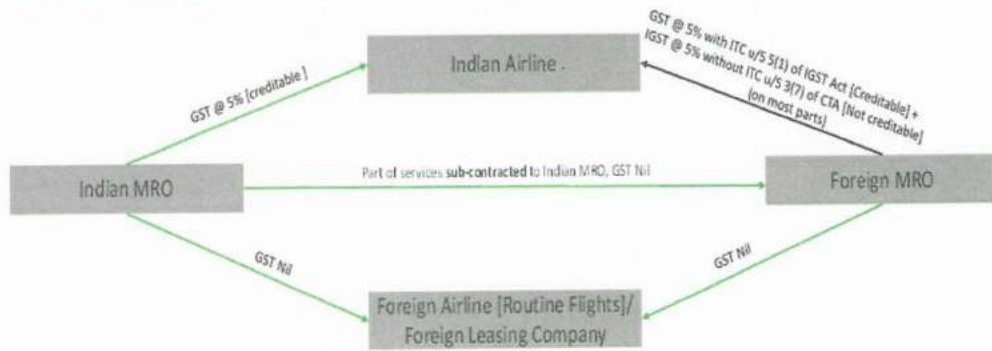 GST @ 5% with ITC u/S 5(1) of IGST Act [Creditable] +
IGST @ 5% without ITC u/S 3(7) of CTA [Not creditable]
(on most parts)
Indian Airline .
GST @ 5% [creditable ]
Indian MRO
Part of services sub-contracted to Indian MRO, GST Nil
Foreign MRO
GST Nil
GST Nil
Foreign Airline [Routine Flights]/
Foreign Leasing Company